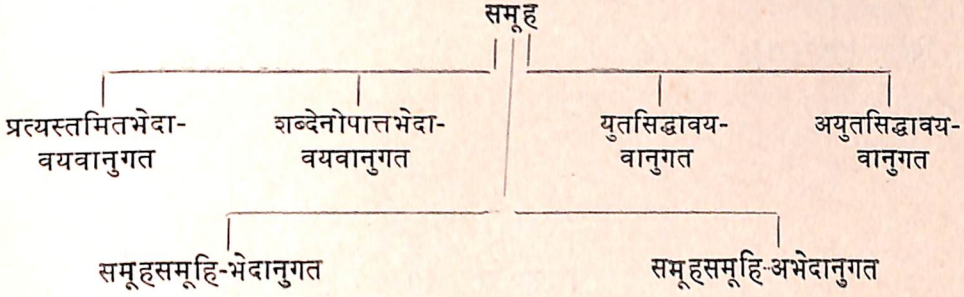 समूह
प्रत्यस्तमितभेदा- शब्देनोपात्तभेदा- युतसिद्धावय- अयुतसिद्धावय-
वयवानुगत वयवानुगत वानुगत वानुगत
समूहसमूहि-भेदानुगत समूहसमूहि-अभेदानुगत